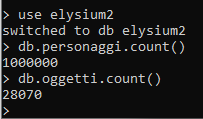 > use elysium2
switched to db elysium2
> db.personaggi.count()
1000000
> db.oggetti.count()
28070
>